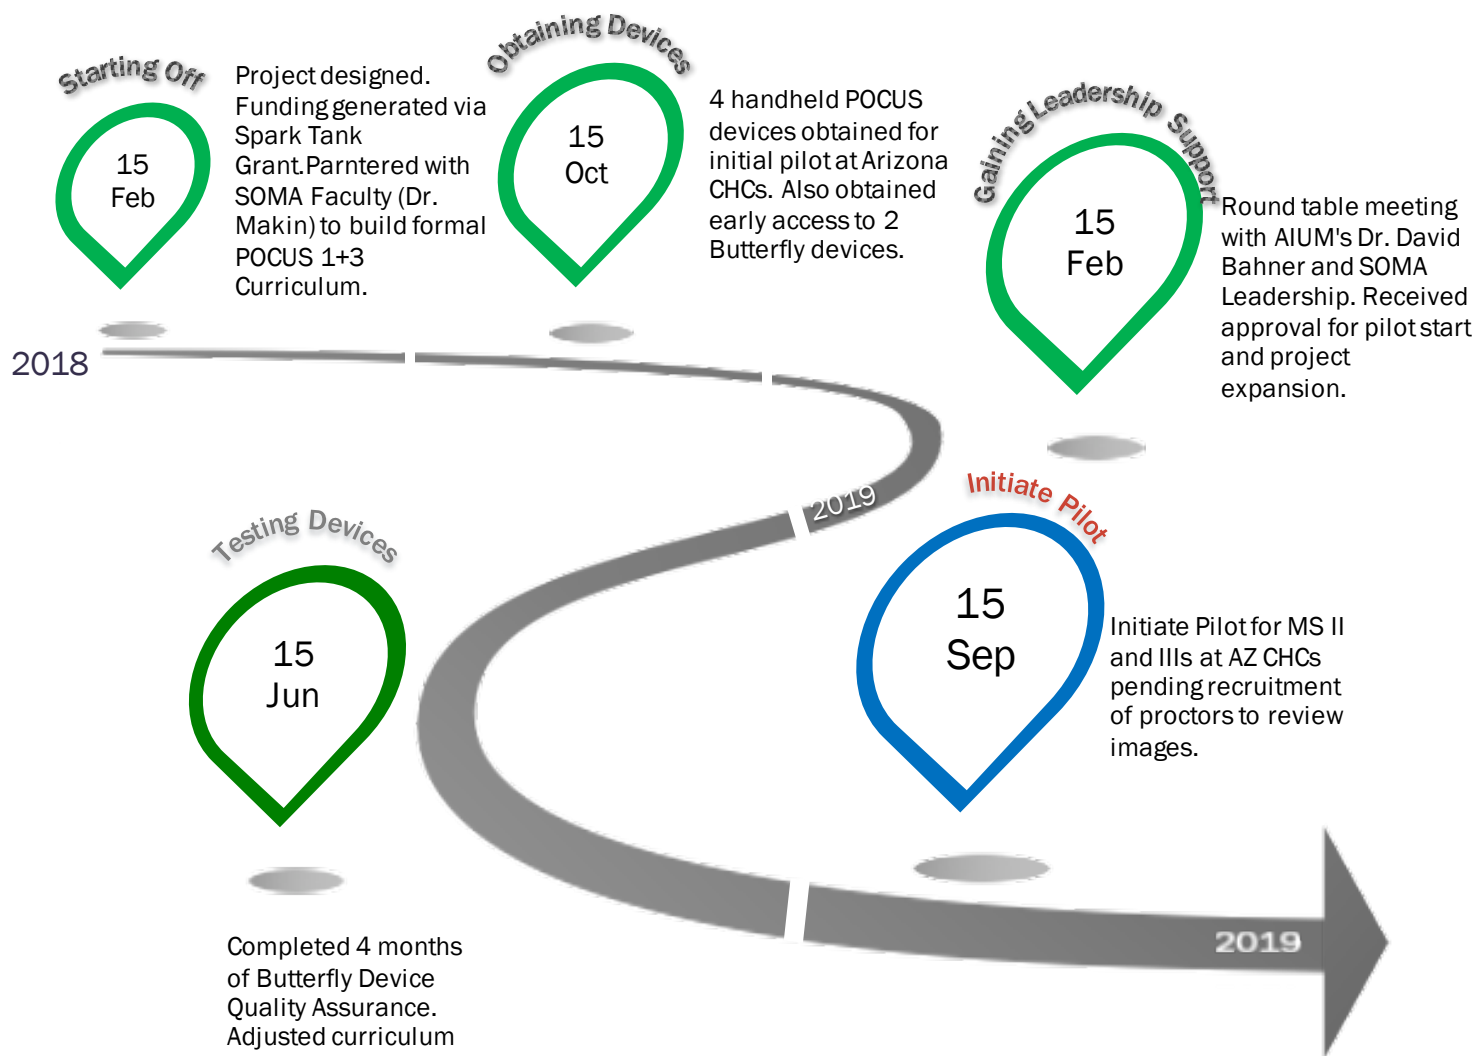 Starting Off
15
Feb
Project designed.
Funding generated via
Spark Tank
Grant.Parntered with
SOMA Faculty (Dr.
Makin) to build formal
POCUS 1+3
Curriculum.
Obtaining Devices
15
Oct
4 handheld POCUS
devices obtained for
initial pilot at Arizona
CHCs. Also obtained
early access to 2
Butterfly devices.
Gaining Leadership Support
15
Feb
Round table meeting
with AIUM's Dr. David
Bahner and SOMA
Leadership. Received
approval for pilot start
and project
expansion.
2018
2019
Testing Devices
15
Jun
Completed 4 months
of Butterfly Device
Quality Assurance.
Adjusted curriculum
Initiate Pilot
15
Sep
Initiate Pilot for MS II
and IIIs at AZ CHCs
pending recruitment
of proctors to review
images.
2019